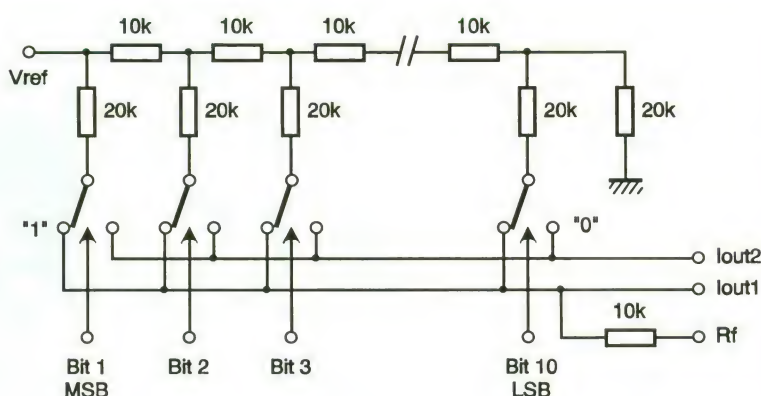 10k 10k 10k 10k
Vref
20k 20k 20k 20k 20k
"1" "0"
Iout2
Iout1
10k
Rf
Bit 1 Bit 2 Bit 3 Bit 10
MSB LSB